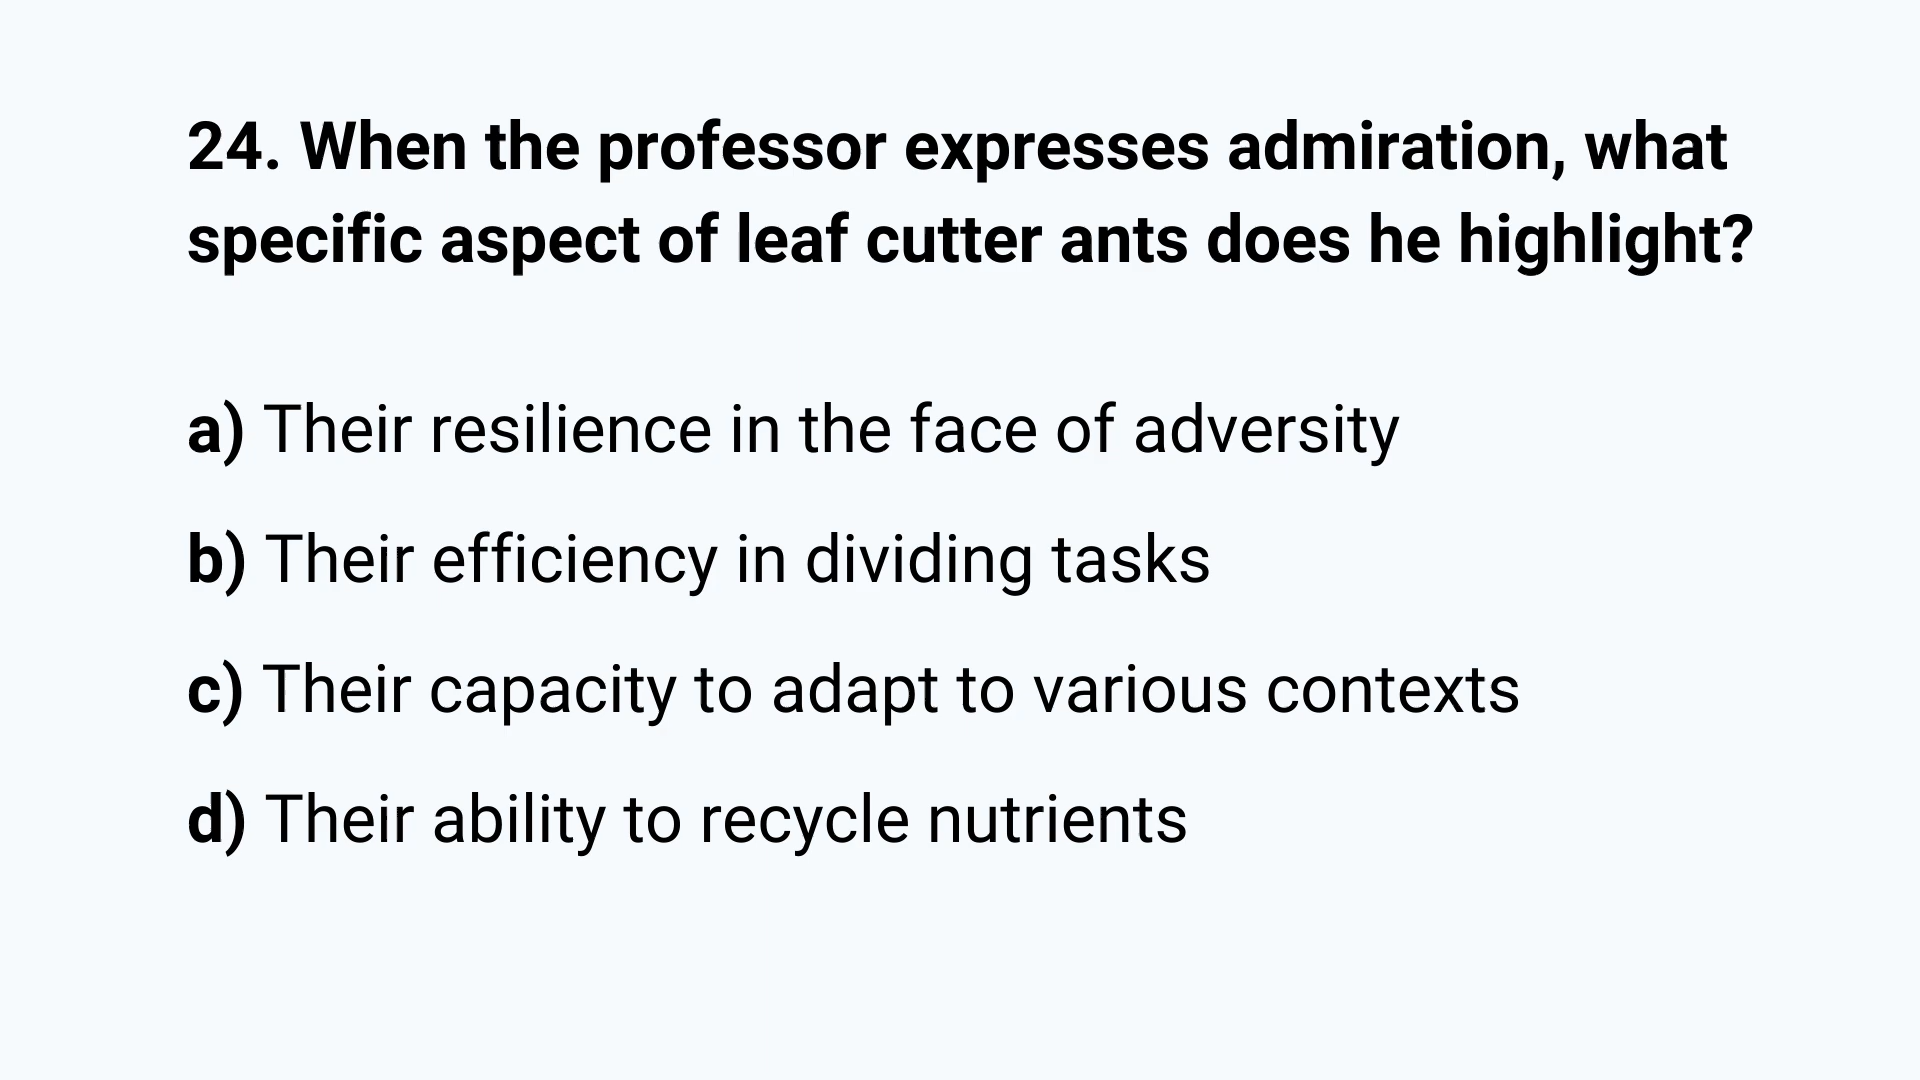 24. When the professor expresses admiration, what
specific aspect of leaf cutter ants does he highlight?
a) Their resilience in the face of adversity
b) Their efficiency in dividing tasks
c) Their capacity to adapt to various contexts
d) Their ability to recycle nutrients